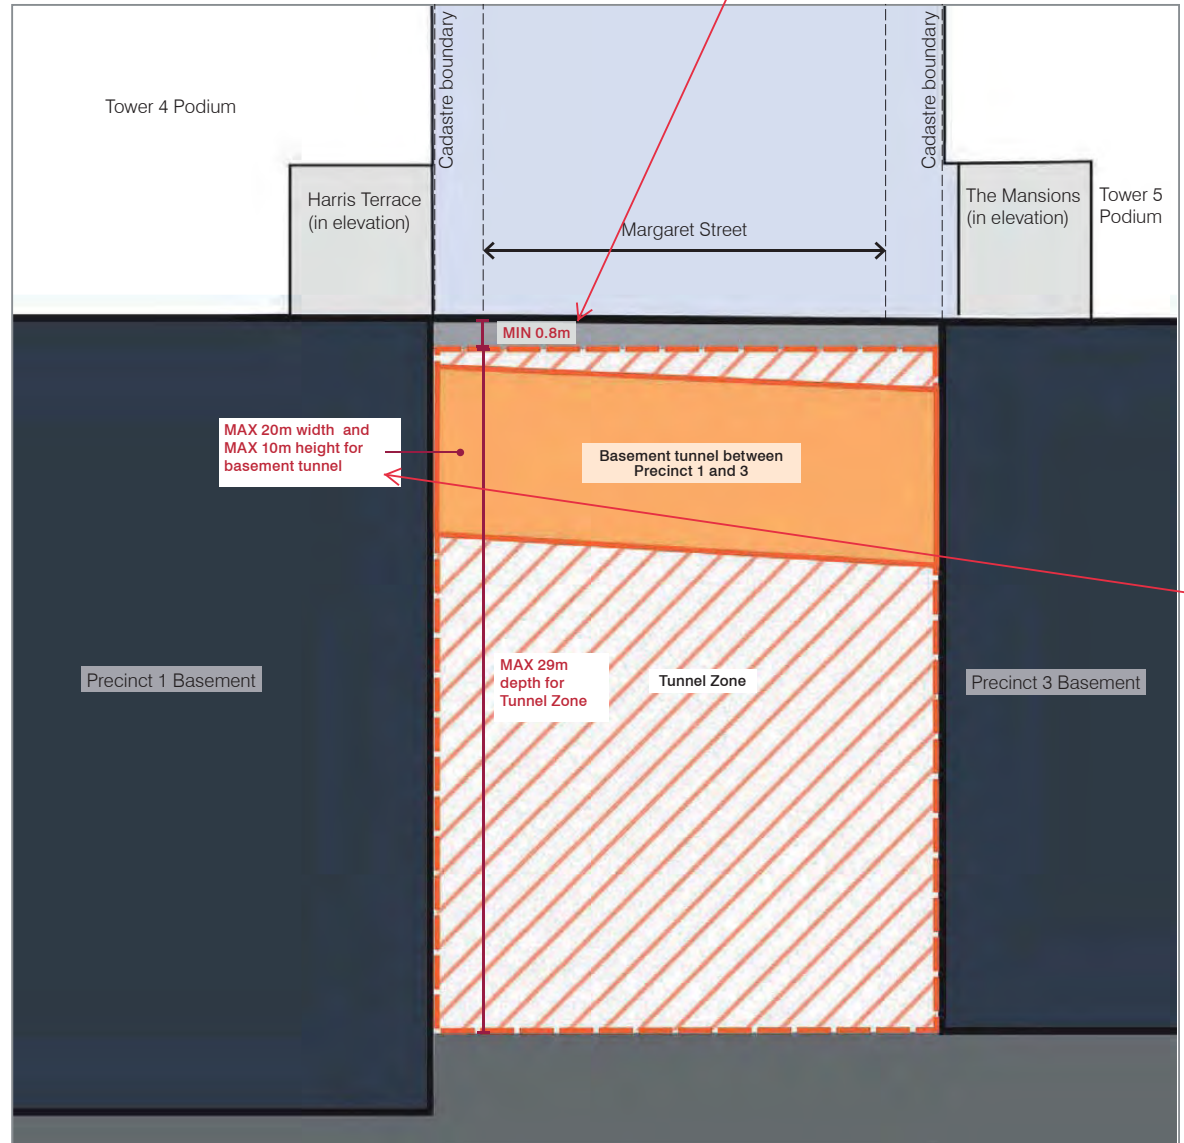 Cadastre boundary
Cadastre boundary
Tower 4 Podium
Harris Terrace
(in elevation)
The Mansions
(in elevation)
Tower 5
Podium
Margaret Street
MIN 0.8m
MAX 20m width and
MAX 10m height for
basement tunnel
Basement tunnel between
Precinct 1 and 3
MAX 29m
depth for
Tunnel Zone
Tunnel Zone
Precinct 1 Basement
Precinct 3 Basement